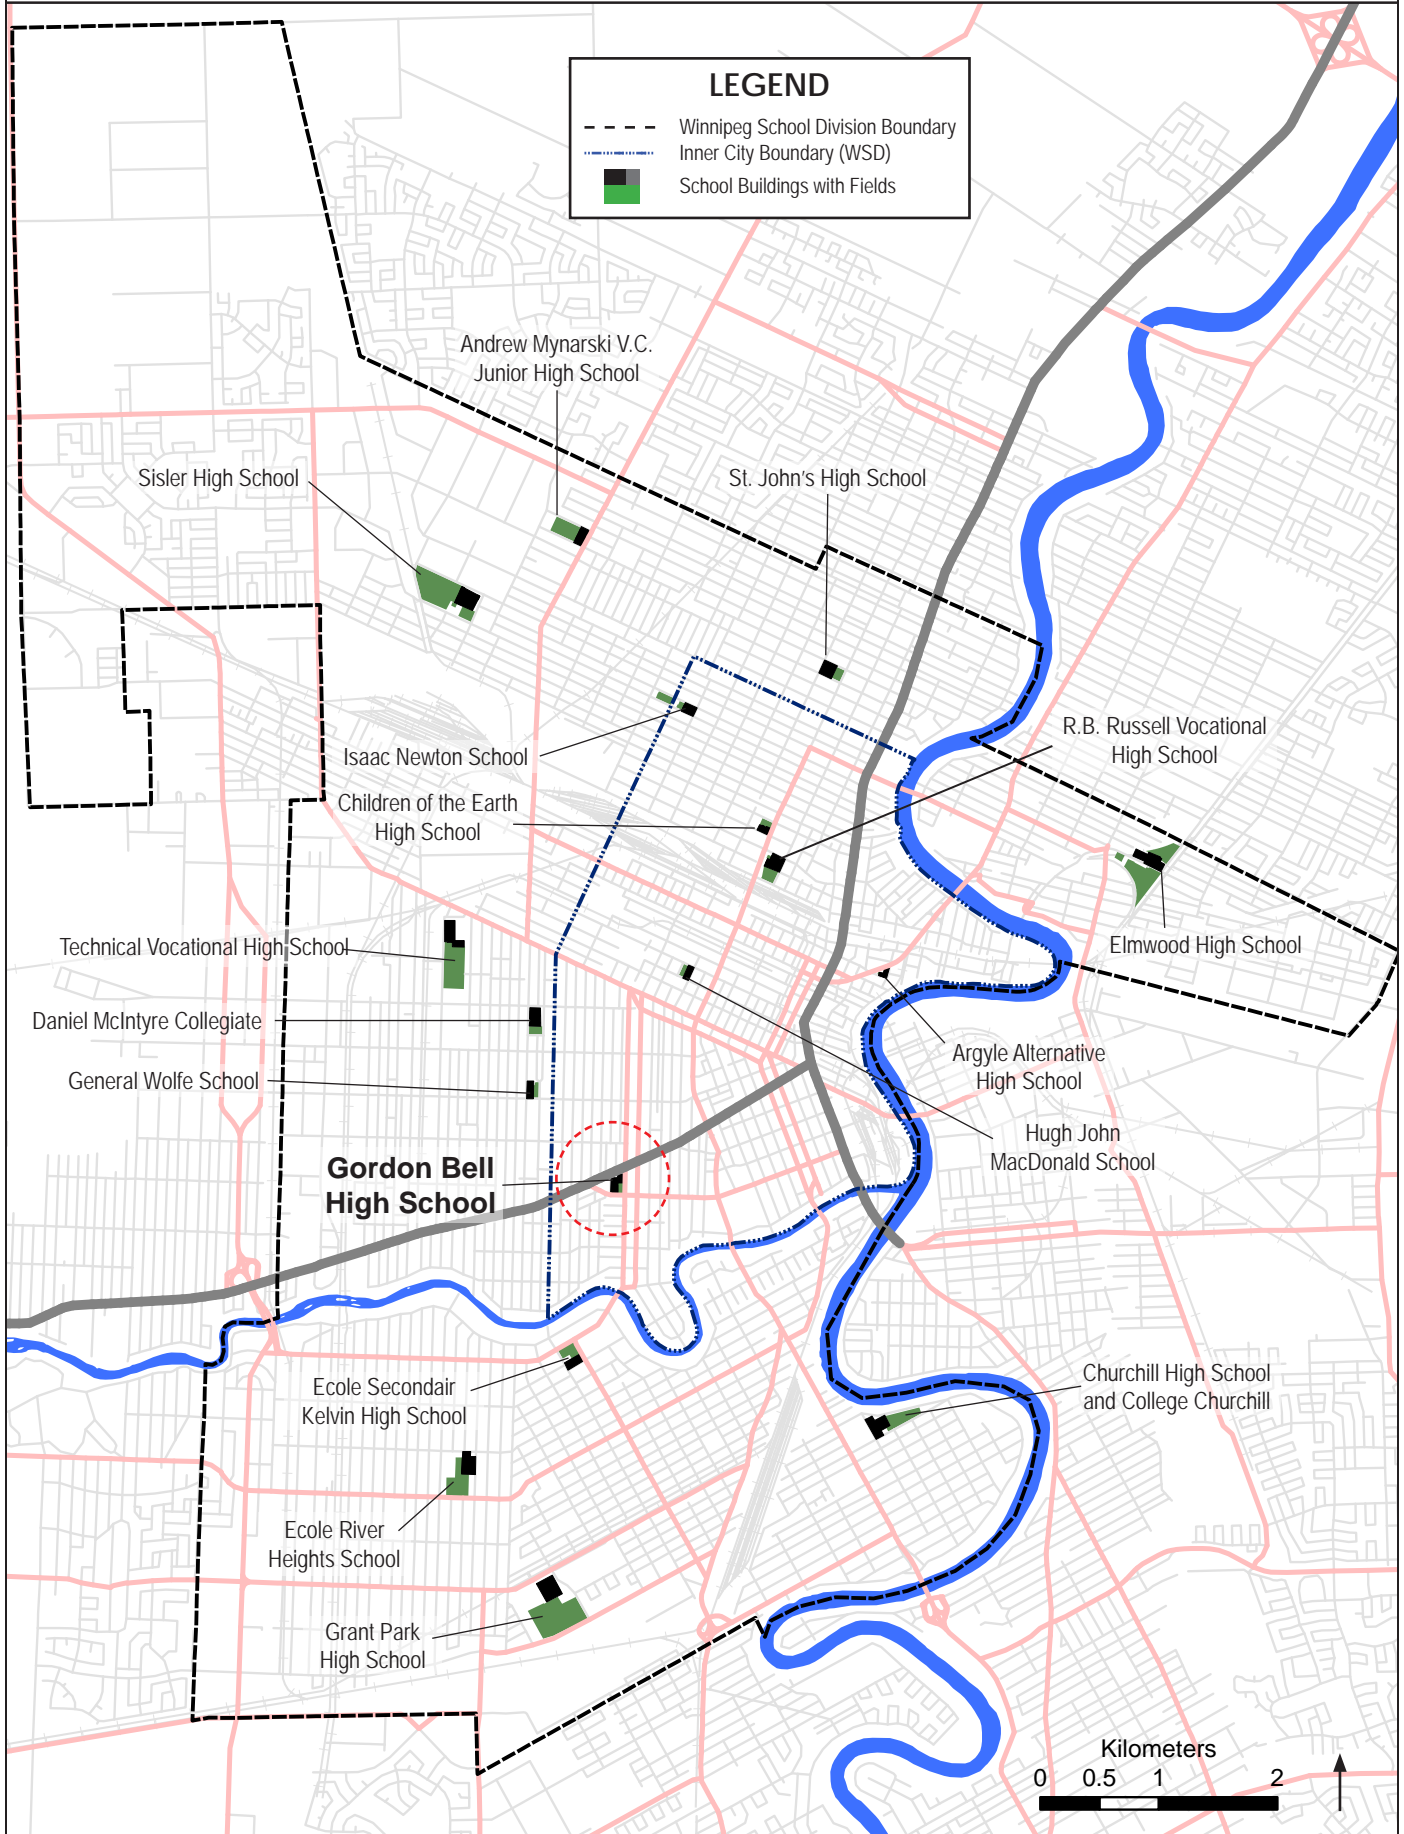 LEGEND
Winnipeg School Division Boundary
Inner City Boundary (WSD)
School Buildings with Fields
Andrew Mynarski V.C.
Junior High School
Sisler High School
St. John's High School
R.B. Russell Vocational
High School
Isaac Newton School
Children of the Earth
High School
Technical Vocational High School
Elmwood High School
Daniel McIntyre Collegiate
Argyle Alternative
High School
General Wolfe School
Hugh John
MacDonald School
Gordon Bell
High School
Ecole Secondair
Kelvin High School
Churchill High School
and College Churchill
Ecole River
Heights School
Grant Park
High School
Kilometers
0 0.5 1 2